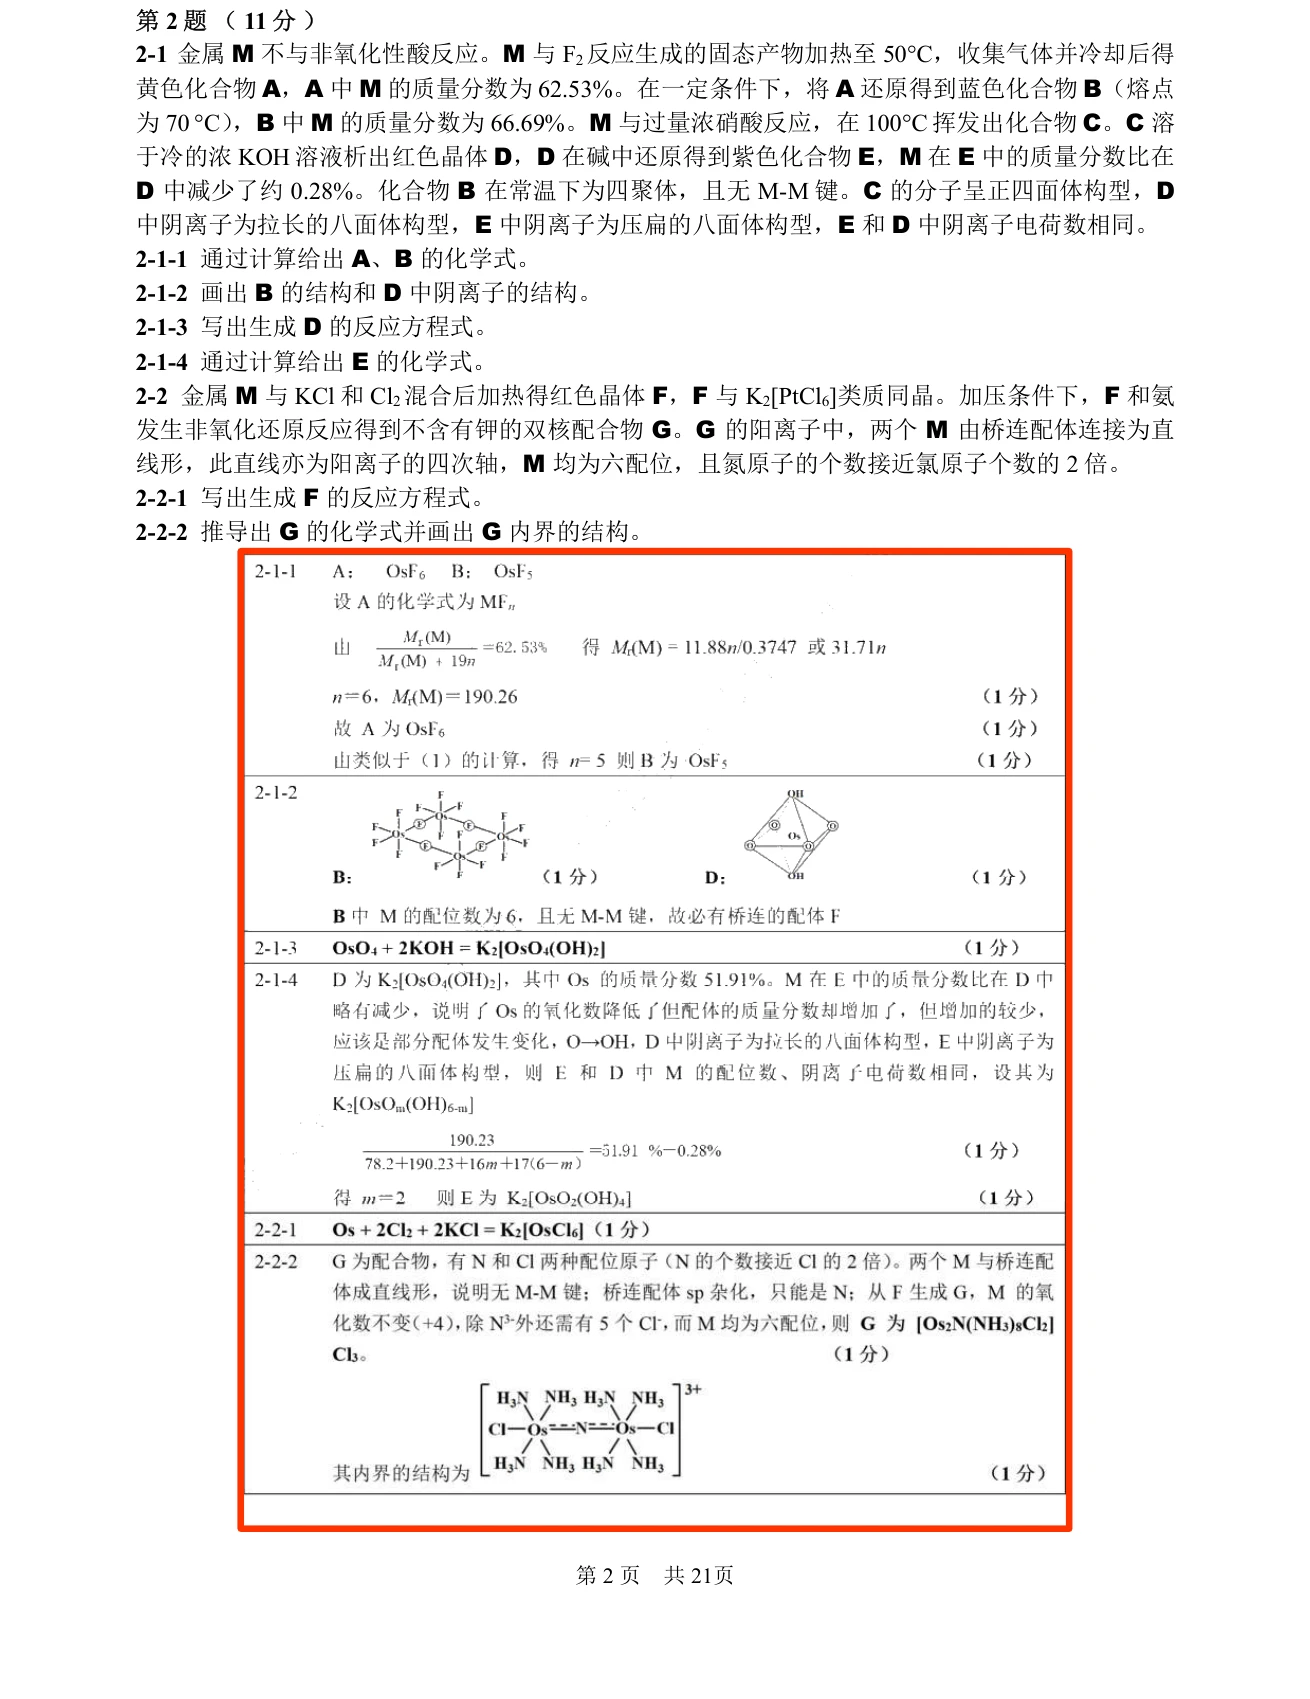 第 2 题 （ 11 分 ）
2-1 金属 M 不与非氧化性酸反应。M 与 F₂ 反应生成的固态产物加热至 50°C，收集气体并冷却后得
黄色化合物 A，A 中 M 的质量分数为 62.53%。在一定条件下，将 A 还原得到蓝色化合物 B（熔点
为 70 °C），B 中 M 的质量分数为 66.69%。M 与过量浓硝酸反应，在 100°C 挥发出化合物 C。C 溶
于冷的浓 KOH 溶液析出红色晶体 D，D 在碱中还原得到紫色化合物 E，M 在 E 中的质量分数比在
D 中减少了约 0.28%。化合物 B 在常温下为四聚体，且无 M-M 键。C 的分子呈正四面体构型，D
中阴离子为拉长的八面体构型，E 中阴离子为压扁的八面体构型，E 和 D 中阴离子电荷数相同。
2-1-1 通过计算给出 A、B 的化学式。
2-1-2 画出 B 的结构和 D 中阴离子的结构。
2-1-3 写出生成 D 的反应方程式。
2-1-4 通过计算给出 E 的化学式。
2-2 金属 M 与 KCl 和 Cl₂ 混合后加热得红色晶体 F，F 与 K₂[PtCl₆]类质同晶。加压条件下，F 和氨
发生非氧化还原反应得到不含有钾的双核配合物 G。G 的阳离子中，两个 M 由桥连配体连接为直
线形，此直线亦为阳离子的四次轴，M 均为六配位，且氮原子的个数接近氯原子个数的 2 倍。
2-2-1 写出生成 F 的反应方程式。
2-2-2 推导出 G 的化学式并画出 G 内界的结构。
2-1-1 A： OsF₆ B： OsF₅
设 A 的化学式为 MFₙ
由 Mᵣ(M) / (Mᵣ(M) + 19n) =62.53% 得 Mᵣ(M) = 11.88n/0.3747 或 31.71n
n＝6，Mᵣ(M)＝190.26 （1 分）
故 A 为 OsF₆ （1 分）
由类似于（1）的计算，得 n= 5 则 B 为 OsF₅ （1 分）
2-1-2
B： F F F F Os F F F F Os F F F F Os F F F F Os F F F F （1 分） D： OH O O Os O O OH （1 分）
B 中 M 的配位数为 6，且无 M-M 键，故必有桥连的配体 F
2-1-3 OsO₄ + 2KOH = K₂[OsO₄(OH)₂] （1 分）
2-1-4 D 为 K₂[OsO₄(OH)₂]，其中 Os 的质量分数 51.91%。M 在 E 中的质量分数比在 D 中
略有减少，说明了 Os 的氧化数降低了但配体的质量分数却增加了，但增加的较少，
应该是部分配体发生变化，O→OH，D 中阴离子为拉长的八面体构型，E 中阴离子为
压扁的八面体构型，则 E 和 D 中 M 的配位数、阴离子电荷数相同，设其为
K₂[OsOₘ(OH)₆₋ₘ]
190.23 / (78.2+190.23+16m+17(6−m)) =51.91 %−0.28% （1 分）
得 m＝2 则 E 为 K₂[OsO₂(OH)₄] （1 分）
2-2-1 Os + 2Cl₂ + 2KCl = K₂[OsCl₆]（1 分）
2-2-2 G 为配合物，有 N 和 Cl 两种配位原子（N 的个数接近 Cl 的 2 倍）。两个 M 与桥连配
体成直线形，说明无 M-M 键；桥连配体 sp 杂化，只能是 N；从 F 生成 G，M 的氧
化数不变（+4），除 N³⁻外还需有 5 个 Cl⁻，而 M 均为六配位，则 G 为 [Os₂N(NH₃)₈Cl₂]
Cl₃。 （1 分）
H₃N NH₃ H₃N NH₃ 3+
Cl—Os N Os—Cl
H₃N NH₃ H₃N NH₃
其内界的结构为 （1 分）
第 2 页 共 21页